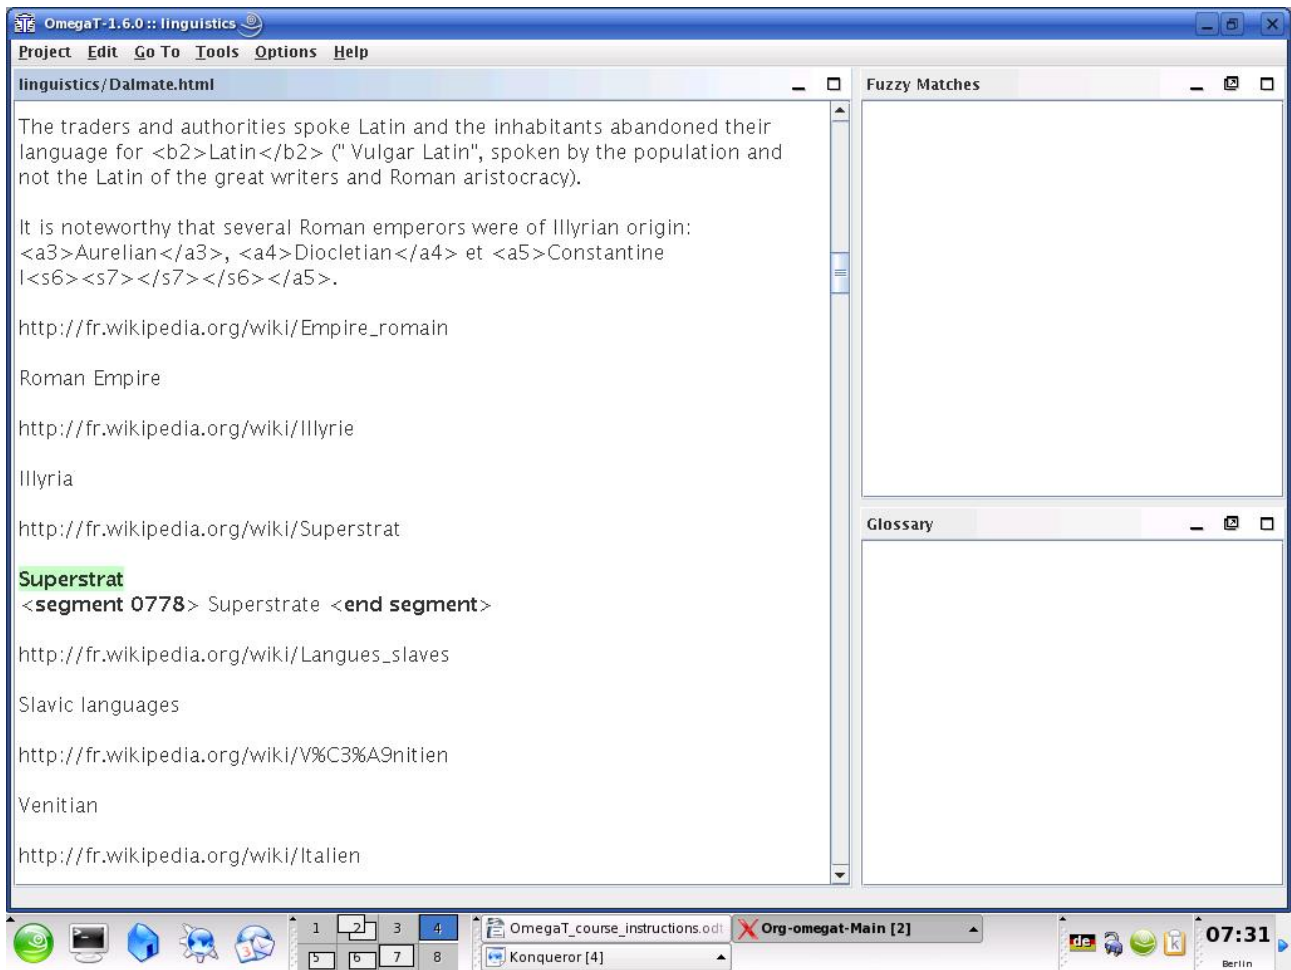 OmegaT-1.6.0 :: linguistics
Project Edit Go To Tools Options Help
linguistics/Dalmate.html
The traders and authorities spoke Latin and the inhabitants abandoned their
language for <b2>Latin</b2> (" Vulgar Latin", spoken by the population and
not the Latin of the great writers and Roman aristocracy).
It is noteworthy that several Roman emperors were of Illyrian origin:
<a3>Aurelian</a3>, <a4>Diocletian</a4> et <a5>Constantine
I<s6><s7></s7></s6></a5>.
http://fr.wikipedia.org/wiki/Empire_romain
Roman Empire
http://fr.wikipedia.org/wiki/Illyrie
Illyria
http://fr.wikipedia.org/wiki/Superstrat
Superstrat
<segment 0778> Superstrate <end segment>
http://fr.wikipedia.org/wiki/Langues_slaves
Slavic languages
http://fr.wikipedia.org/wiki/V%C3%A9nitien
Venitian
http://fr.wikipedia.org/wiki/Italien
Fuzzy Matches
Glossary
3
1 2 3 4
5 6 7 8
OmegaT_course_instructions.odt
Konqueror [4]
Org-omegat-Main [2]
de
k
07:31
Berlin